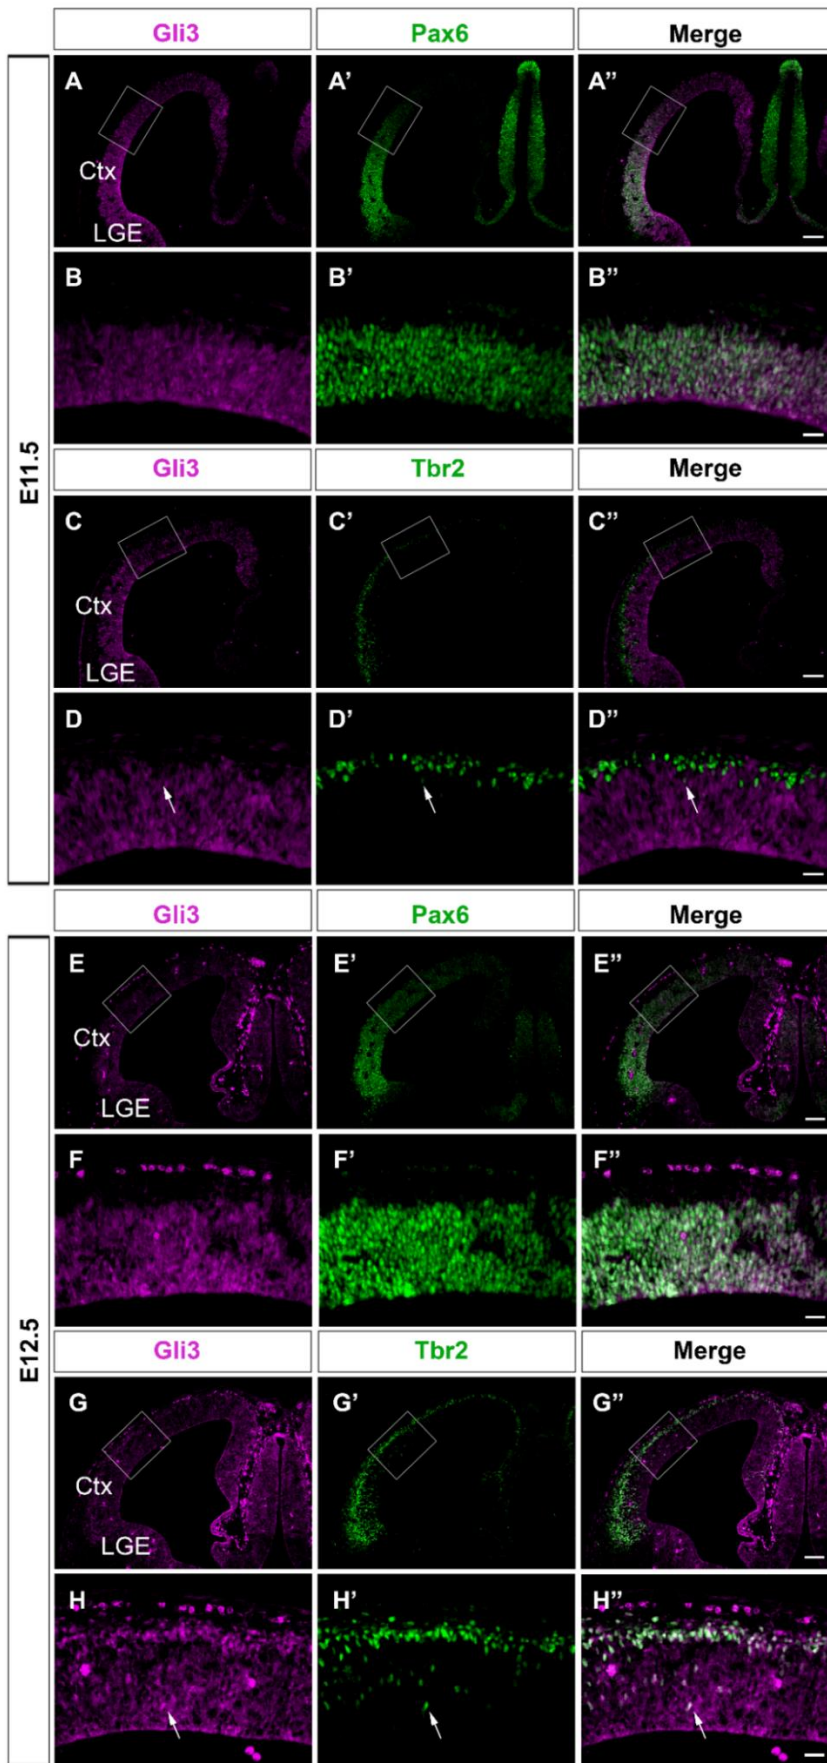 Gli3 Pax6 Merge
E11.5
A A’ A’’
Ctx
LGE
B B’ B’’
Gli3 Tbr2 Merge
C C’ C’’
Ctx
LGE
D D’ D’’
Gli3 Pax6 Merge
E12.5
E E’ E’’
Ctx
LGE
F F’ F’’
Gli3 Tbr2 Merge
G G’ G’’
Ctx
LGE
H H’ H’’